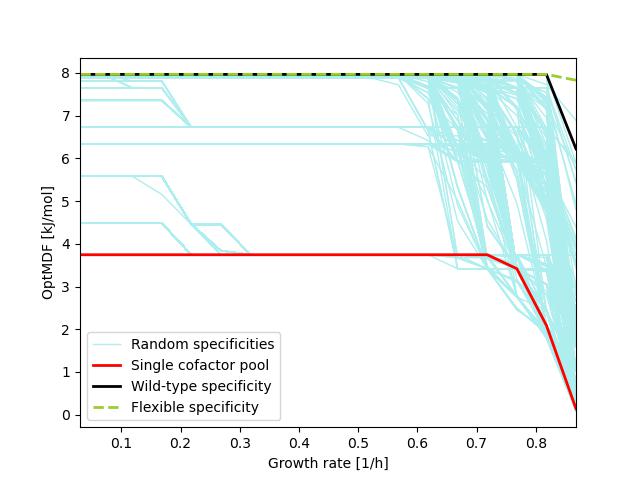 OptMDF [kJ/mol]
8
7
6
5
4
3
2
1
0
Random specificities
Single cofactor pool
Wild-type specificity
Flexible specificity
0.1 0.2 0.3 0.4 0.5 0.6 0.7 0.8
Growth rate [1/h]